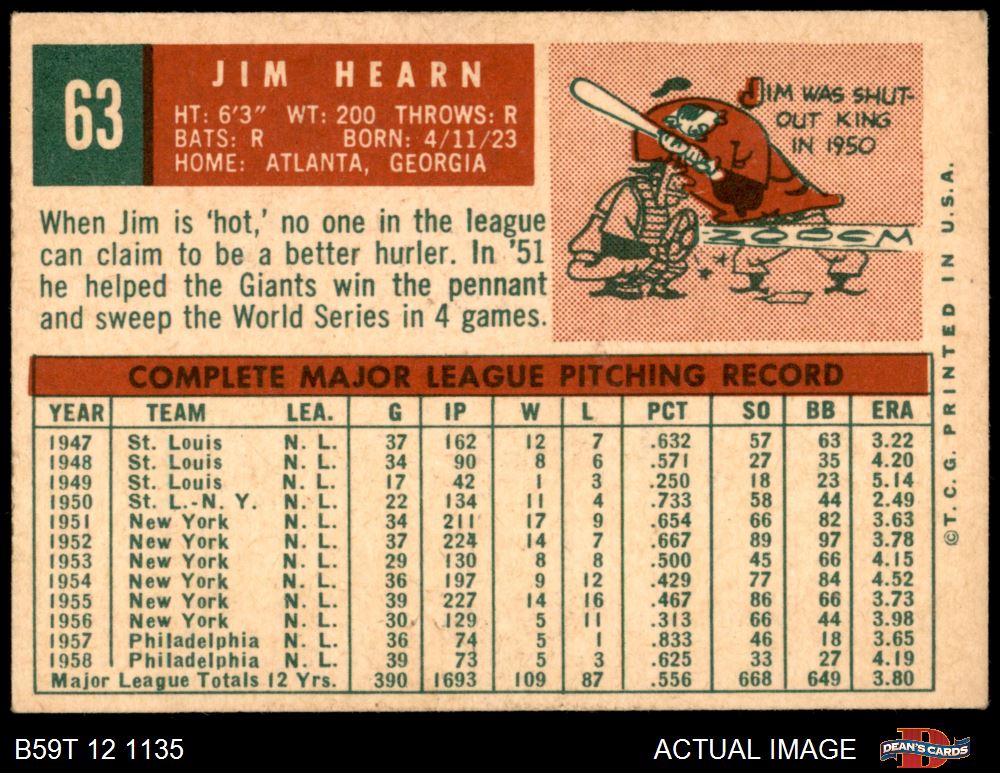 63
JIM HEARN
HT: 6'3" WT: 200 THROWS: R
BATS: R BORN: 4/11/23
HOME: ATLANTA, GEORGIA
JIM WAS SHUT-
OUT KING
IN 1950
ZOOOM
When Jim is 'hot,' no one in the league
can claim to be a better hurler. In '51
he helped the Giants win the pennant
and sweep the World Series in 4 games.
COMPLETE MAJOR LEAGUE PITCHING RECORD
YEAR TEAM LEA. G IP W L PCT SO BB ERA
1947 St. Louis N. L. 37 162 12 7 .632 57 63 3.22
1948 St. Louis N. L. 34 90 8 6 .571 27 35 4.20
1949 St. Louis N. L. 17 42 1 3 .250 18 23 5.14
1950 St. L.-N. Y. N. L. 22 134 11 4 .733 58 44 2.49
1951 New York N. L. 34 211 17 9 .654 66 82 3.63
1952 New York N. L. 37 224 14 7 .667 89 97 3.78
1953 New York N. L. 29 130 8 8 .500 45 66 4.15
1954 New York N. L. 36 197 9 12 .429 77 84 4.52
1955 New York N. L. 39 227 14 16 .467 86 66 3.73
1956 New York N. L. 30 129 5 11 .313 66 44 3.98
1957 Philadelphia N. L. 36 74 5 1 .833 46 18 3.65
1958 Philadelphia N. L. 39 73 5 3 .625 33 27 4.19
Major League Totals 12 Yrs. 390 1693 109 87 .556 668 649 3.80
©T. C. G. PRINTED IN U. S. A.
B59T 12 1135
ACTUAL IMAGE
DEAN'S CARDS